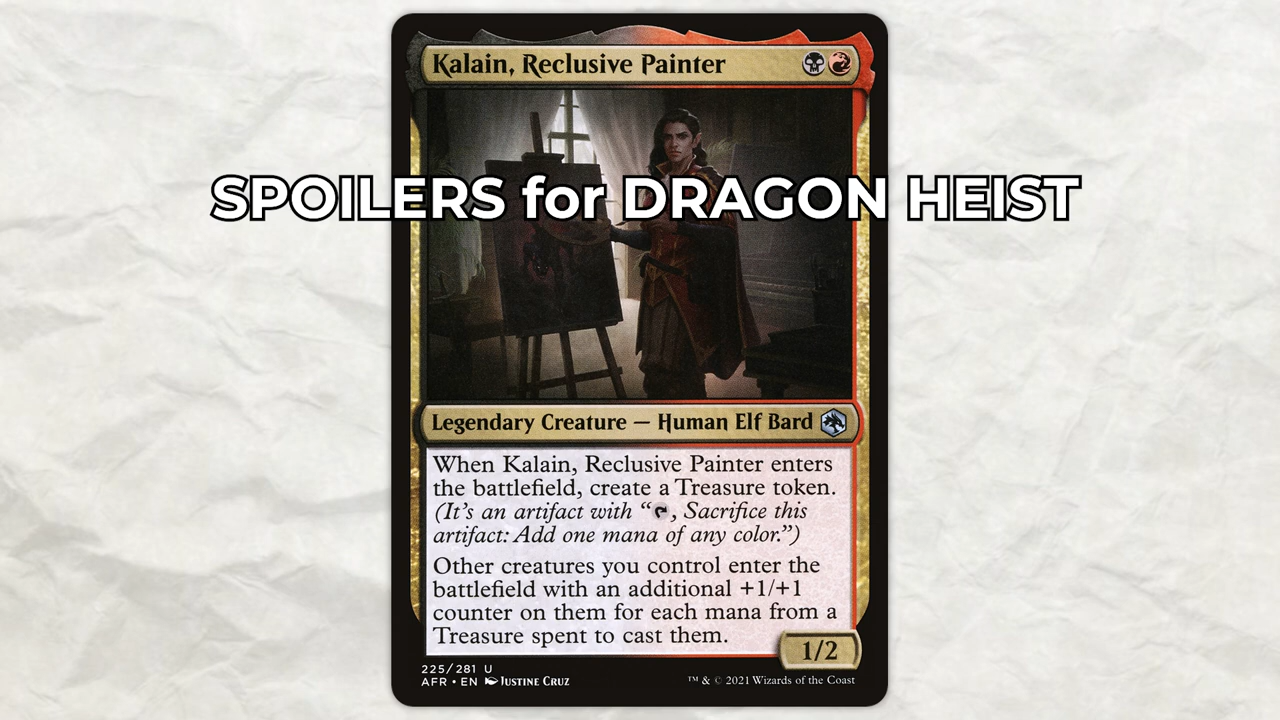 Kalain, Reclusive Painter
SPOILERS for DRAGON HEIST
Legendary Creature — Human Elf Bard
When Kalain, Reclusive Painter enters
the battlefield, create a Treasure token.
(It's an artifact with “, Sacrifice this
artifact: Add one mana of any color.”)
Other creatures you control enter the
battlefield with an additional +1/+1
counter on them for each mana from a
Treasure spent to cast them.
1/2
225/281 U
AFR • EN Justine Cruz
™ & © 2021 Wizards of the Coast